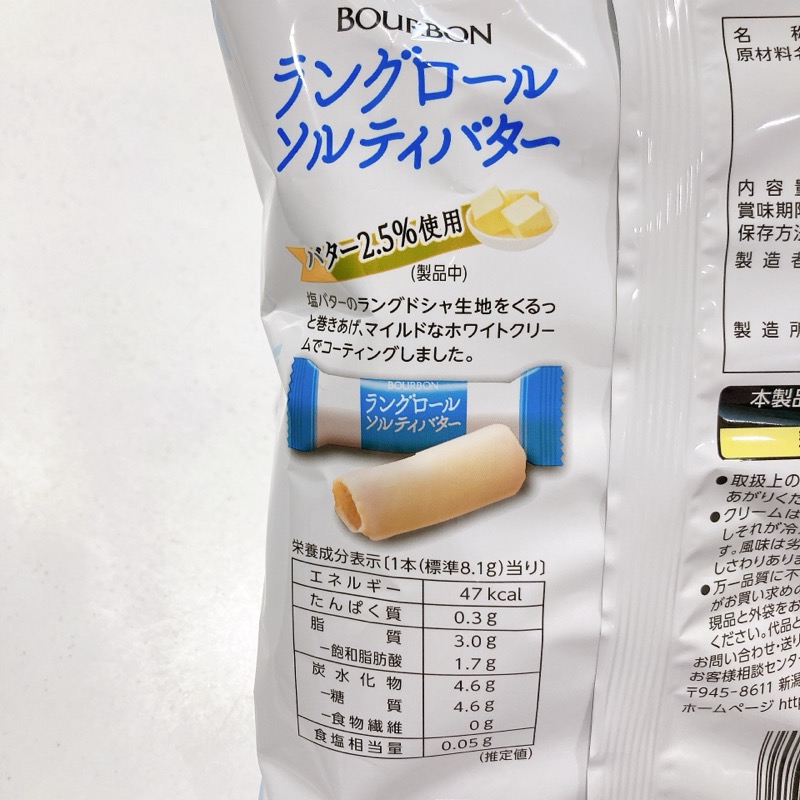 BOURBON
ラングロール
ソルティバター
バター2.5%使用
(製品中)
塩バターのラングドシャ生地をくるっ
と巻きあげ、マイルドなホワイトクリー
ムでコーティングしました。
BOURBON
ラングロール
ソルティバター
栄養成分表示〔1本(標準8.1g)当り〕
エネルギー 47kcal
たんぱく質 0.3g
脂質 3.0g
−飽和脂肪酸 1.7g
炭水化物 4.6g
−糖質 4.6g
−食物繊維 0g
食塩相当量 0.05g
(推定値)
名
原材料
内容
賞味期
保存方
製造
製造
本製品
●取扱上の
あがりくだ
●クリームは
しそれが冷
す。風味は劣
しさわりあり
●万一品質に不
がお買い求めの
現品と外袋をお
ください。代品と
お問い合わせ・送り
お客様相談センタ
〒945-8611 新潟
ホームページ htt